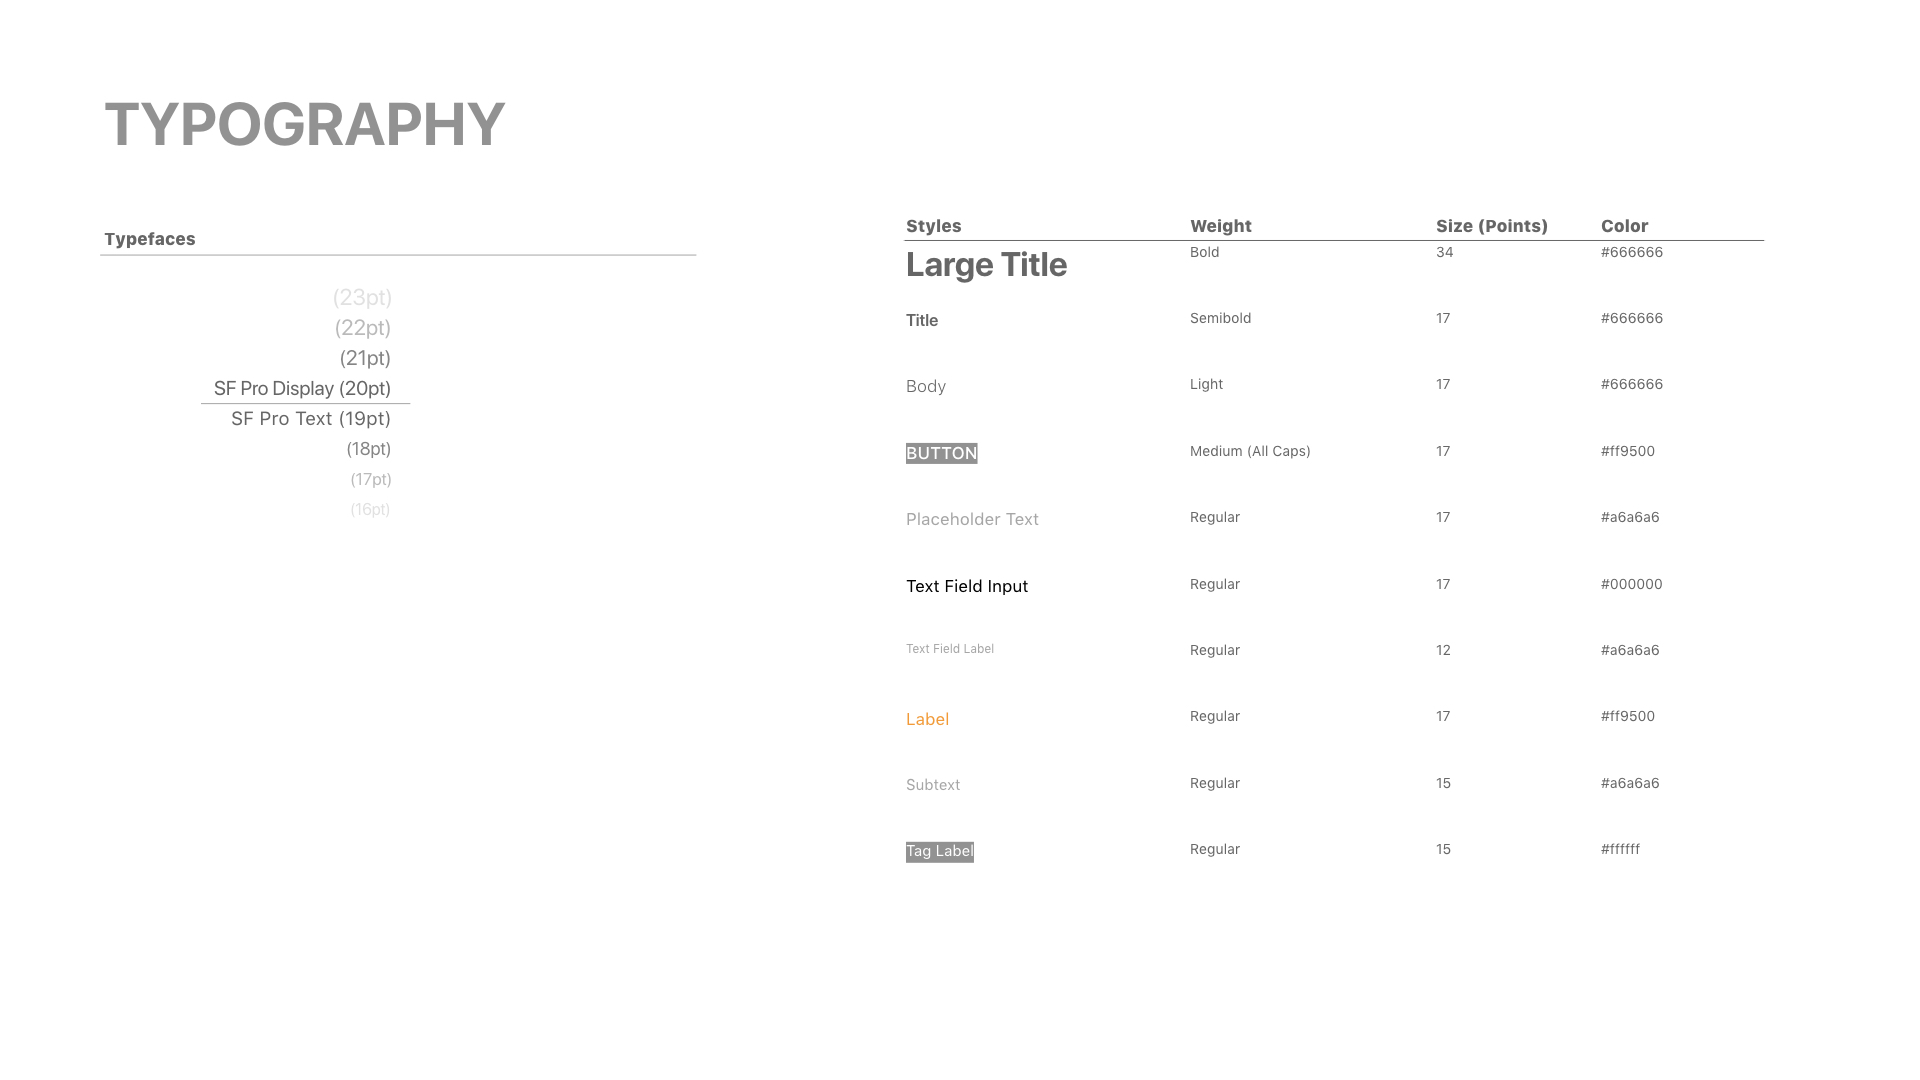 TYPOGRAPHY
Typefaces
(23pt)
(22pt)
(21pt)
SF Pro Display (20pt)
SF Pro Text (19pt)
(18pt)
(17pt)
(16pt)
Styles Weight Size (Points) Color
Large Title Bold 34 #666666
Title Semibold 17 #666666
Body Light 17 #666666
BUTTON Medium (All Caps) 17 #ff9500
Placeholder Text Regular 17 #a6a6a6
Text Field Input Regular 17 #000000
Text Field Label Regular 12 #a6a6a6
Label Regular 17 #ff9500
Subtext Regular 15 #a6a6a6
Tag Label Regular 15 #ffffff